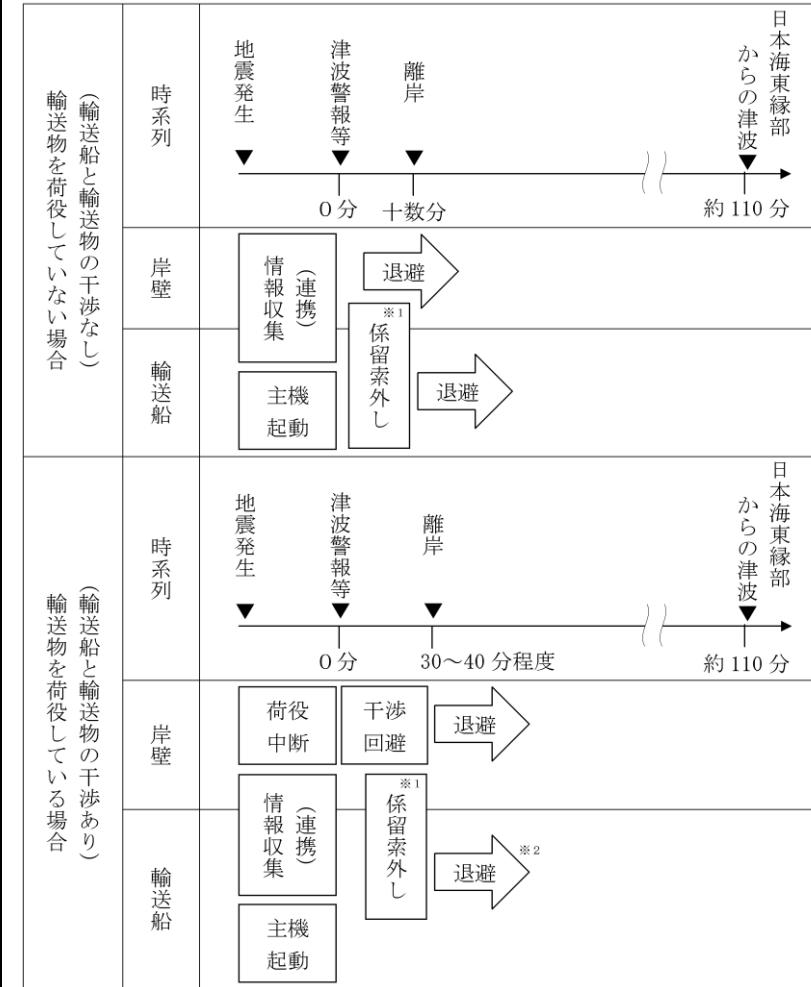 輸送物を荷役していない場合
(輸送船と輸送物の干渉なし)
時系列
地震発生
津波警報等
離岸
日本海東縁部
からの津波
0分
十数分
約110分
岸壁
情報収集
(連携)
退避
※1
係留索外し
輸送船
主機
起動
退避
輸送物を荷役している場合
(輸送船と輸送物の干渉あり)
時系列
地震発生
津波警報等
離岸
日本海東縁部
からの津波
0分
30～40分程度
約110分
岸壁
荷役
中断
干渉
回避
退避
情報収集
(連携)
※1
係留索外し
輸送船
退避
※2
主機
起動